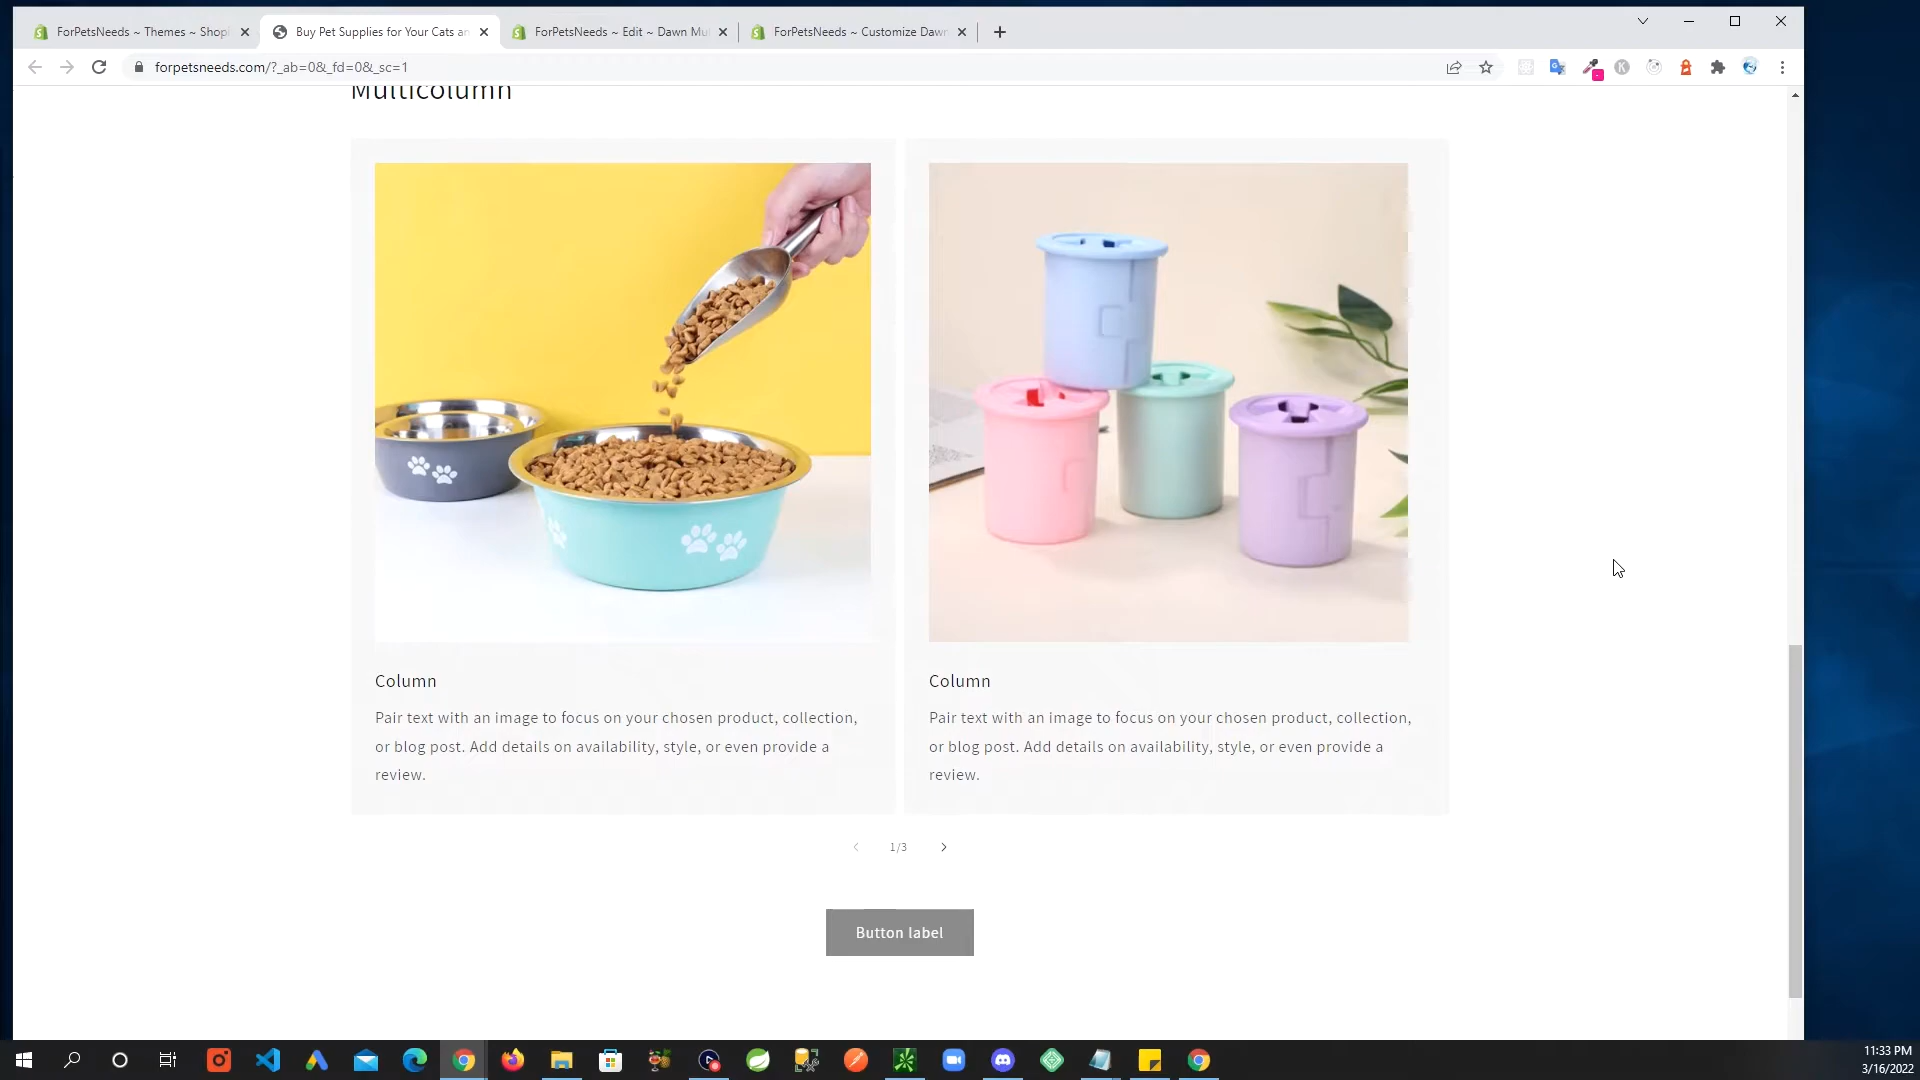 ForPetsNeeds ~ Themes ~ Shopi
Buy Pet Supplies for Your Cats an
ForPetsNeeds ~ Edit ~ Dawn Mul
ForPetsNeeds ~ Customize Dawn
forpetsneeds.com/?_ab=0&_fd=0&_sc=1
Multicolumn
Column
Pair text with an image to focus on your chosen product, collection,
or blog post. Add details on availability, style, or even provide a
review.
Column
Pair text with an image to focus on your chosen product, collection,
or blog post. Add details on availability, style, or even provide a
review.
1/3
Button label
11:33 PM
3/16/2022